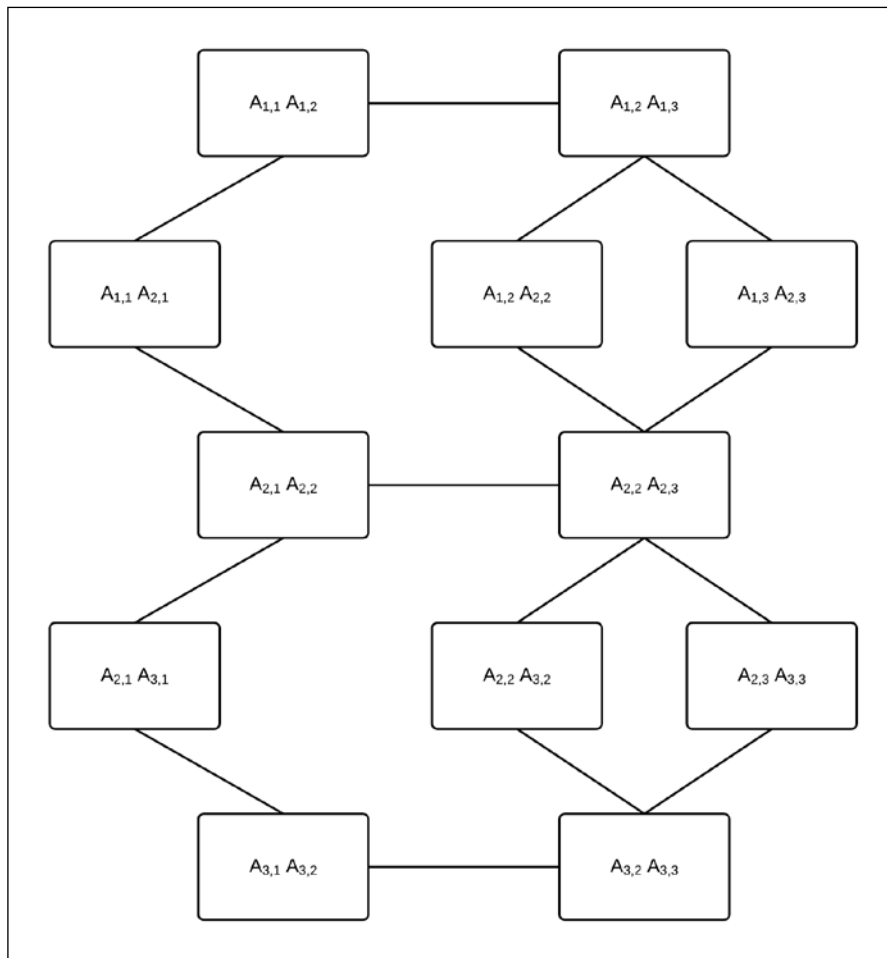 A1,1 A1,2
A1,2 A1,3
A1,1 A2,1
A1,2 A2,2
A1,3 A2,3
A2,1 A2,2
A2,2 A2,3
A2,1 A3,1
A2,2 A3,2
A2,3 A3,3
A3,1 A3,2
A3,2 A3,3